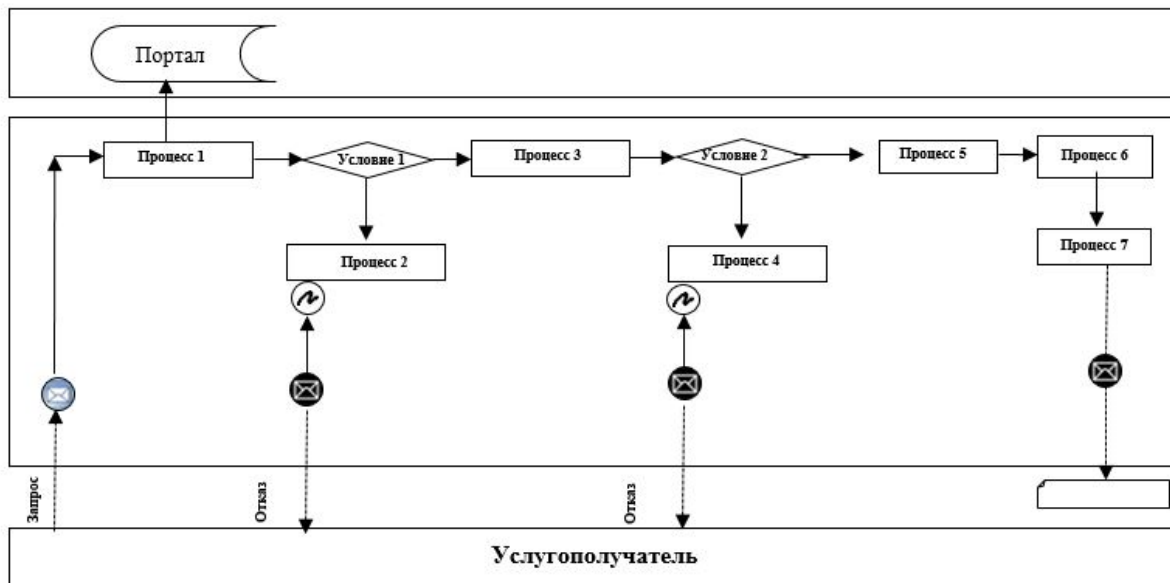 Портал
Процесс 1
Условие 1
Процесс 3
Условие 2
Процесс 5
Процесс 6
Процесс 2
Процесс 4
Процесс 7
Запрос
Отказ
Отказ
Услугополучатель